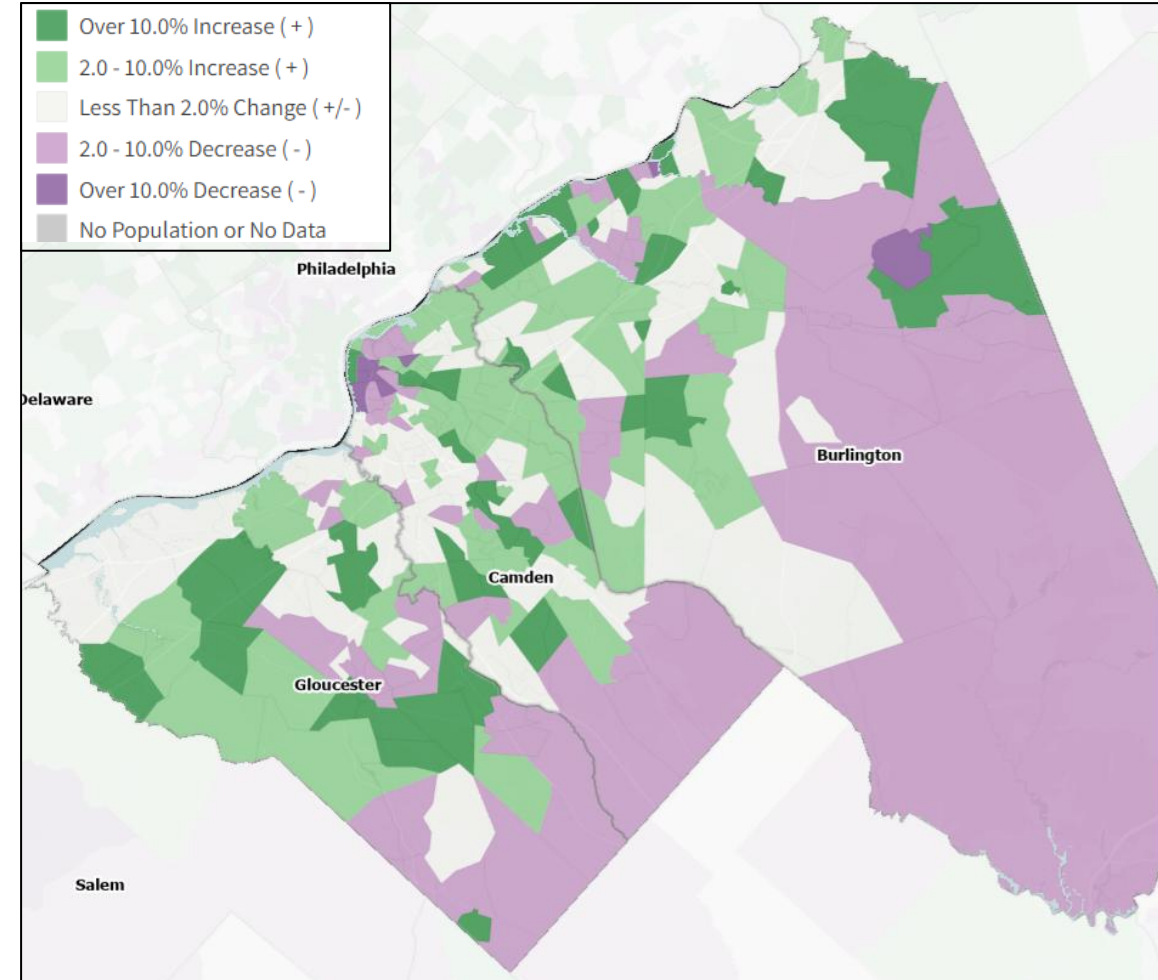 Over 10.0% Increase ( + )
2.0 - 10.0% Increase ( + )
Less Than 2.0% Change ( +/- )
2.0 - 10.0% Decrease ( - )
Over 10.0% Decrease ( - )
No Population or No Data
Philadelphia
Delaware
Burlington
Camden
Gloucester
Salem